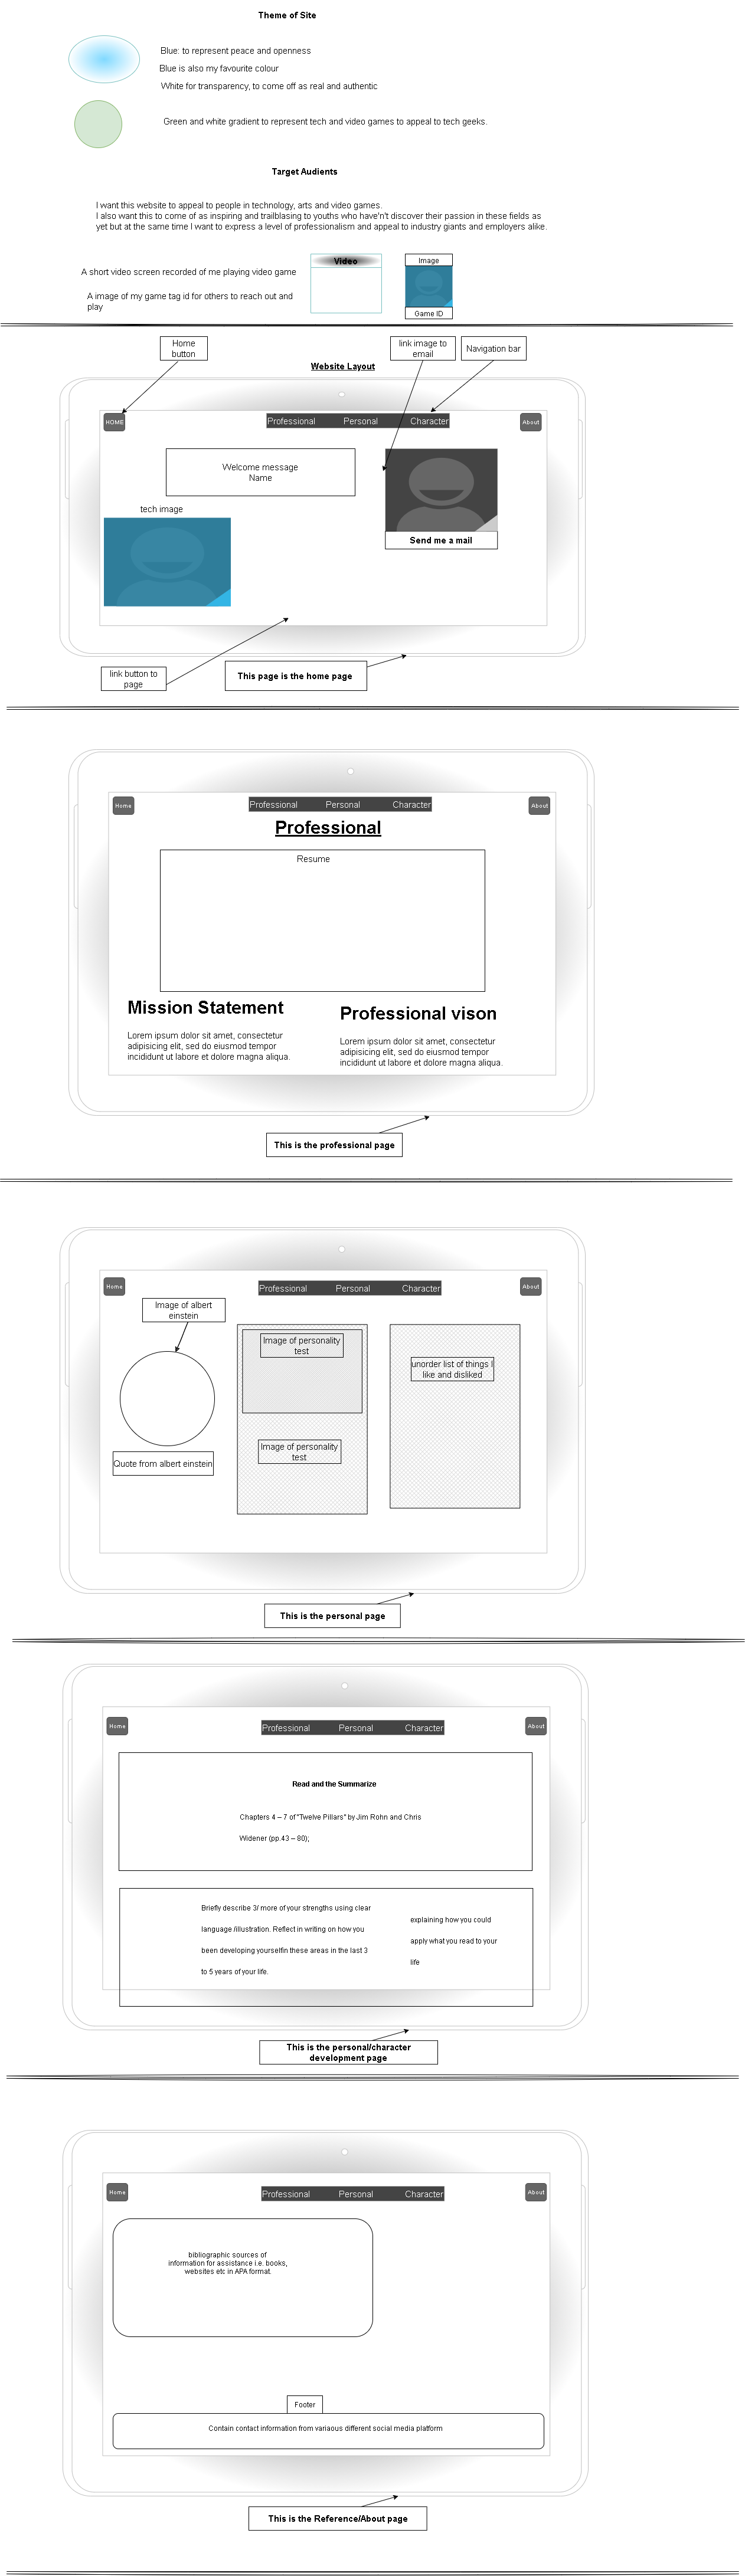 Theme of Site
Blue: to represent peace and openness
Blue is also my favourite colour
White for transparency, to come off as real and authentic
Green and white gradient to represent tech and video games to appeal to tech geeks.
Target Audients
I want this website to appeal to people in technology, arts and video games.
I also want this to come of as inspiring and trailblasing to youths who haven't discover their passion in these fields as
yet but at the same time I want to express a level of professionalism and appeal to industry giants and employers alike.
A short video screen recorded of me playing video game
A image of my game tag id for others to reach out and
play
Video
Image
Game ID
Home
button
link image to
email
Navigation bar
Website Layout
HOME
Professional Personal Character
About
Welcome message
Name
tech image
Send me a mail
link button to
page
This page is the home page
Home
Professional Personal Character
About
Professional
Resume
Mission Statement
Lorem ipsum dolor sit amet, consectetur
adipisicing elit, sed do eiusmod tempor
incididunt ut labore et dolore magna aliqua.
Professional vison
Lorem ipsum dolor sit amet, consectetur
adipisicing elit, sed do eiusmod tempor
incididunt ut labore et dolore magna aliqua.
This is the professional page
Home
Professional Personal Character
About
Image of albert
einstein
Quote from albert einstein
Image of personality
test
Image of personality
test
unorder list of things I
like and disliked
This is the personal page
Home
Professional Personal Character
About
Read and the Summarize
Chapters 4 – 7 of "Twelve Pillars" by Jim Rohn and Chris
Widener (pp.43 – 80);
Briefly describe 3/ more of your strengths using clear
language /illustration. Reflect in writing on how you
been developing yourselfin these areas in the last 3
to 5 years of your life.
explaining how you could
apply what you read to your
life
This is the personal/character
development page
Home
Professional Personal Character
About
bibliographic sources of
information for assistance i.e. books,
websites etc in APA format.
Footer
Contain contact information from variaous different social media platform
This is the Reference/About page